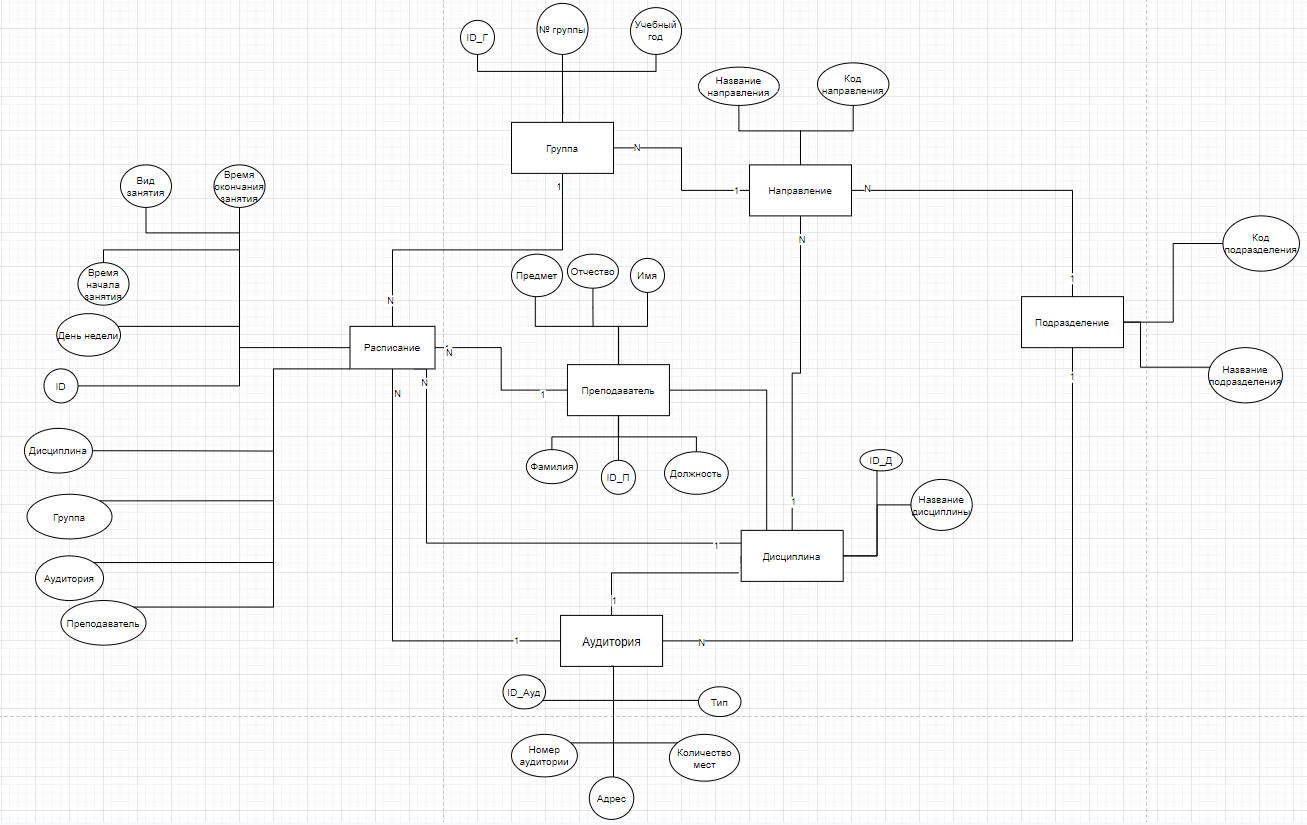 ID_Г
№ группы
Учебный
год
Название
направления
Код
направления
Группа
N
1
1
Направление
N
N
Вид
занятия
Время
окончания
занятия
Время
начала
занятия
День недели
ID
Предмет
Отчество
Имя
Код
подразделения
1
Подразделение
Название
подразделения
1
N
Расписание
1
N
N
N
1
Преподаватель
Фамилия
ID_П
Должность
Дисциплина
Группа
Аудитория
Преподаватель
ID_Д
Название
дисциплины
1
1
Дисциплина
1
1
Аудитория
N
ID_Ауд
Тип
Номер
аудитории
Количество
мест
Адрес